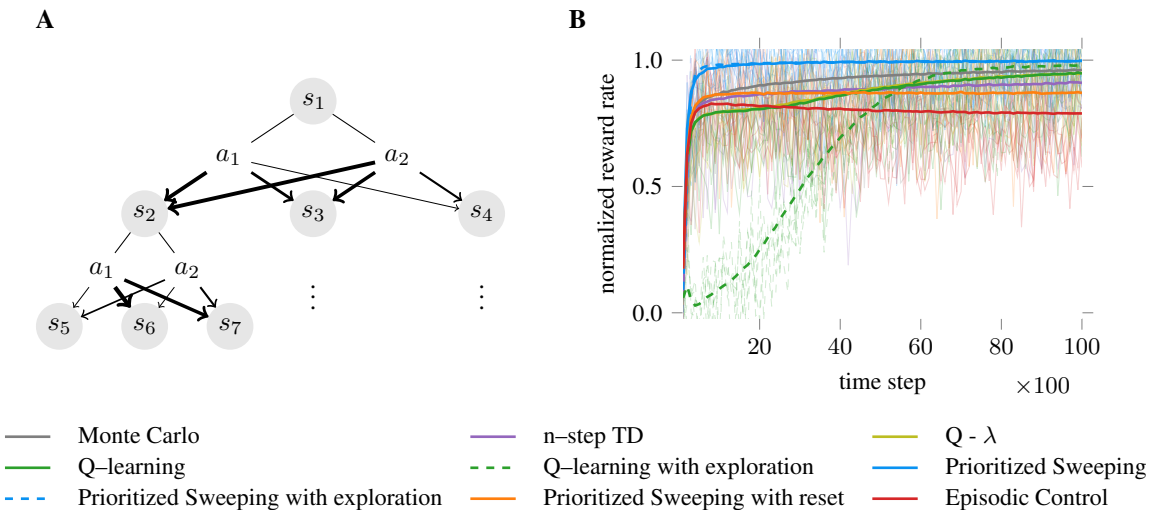 A
B
s1
a1 a2
s2 s3 s4
a1 a2
s5 s6 s7
⋮ ⋮
normalized reward rate
1.0
0.5
0.0
20 40 60 80 100
time step
×100
Monte Carlo n–step TD Q - λ
Q–learning Q–learning with exploration Prioritized Sweeping
Prioritized Sweeping with exploration Prioritized Sweeping with reset Episodic Control